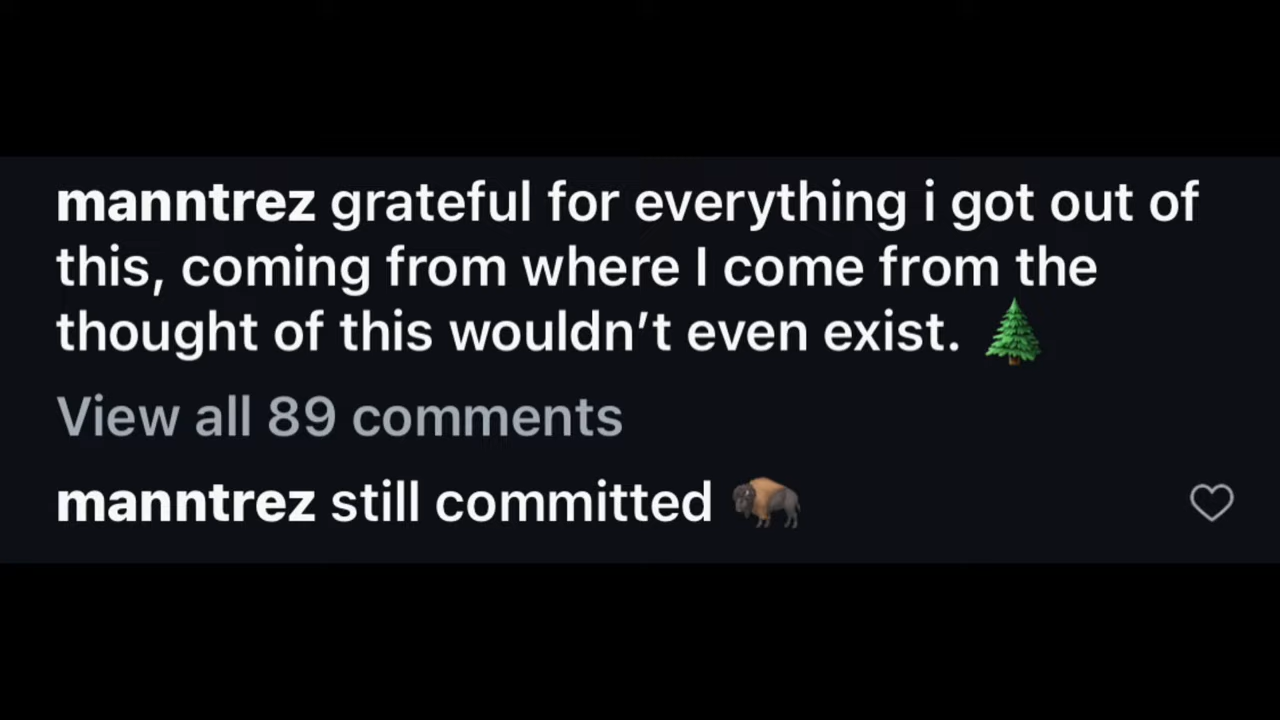 manntrez grateful for everything i got out of
this, coming from where I come from the
thought of this wouldn’t even exist. 🌲
View all 89 comments
manntrez still committed 🦬